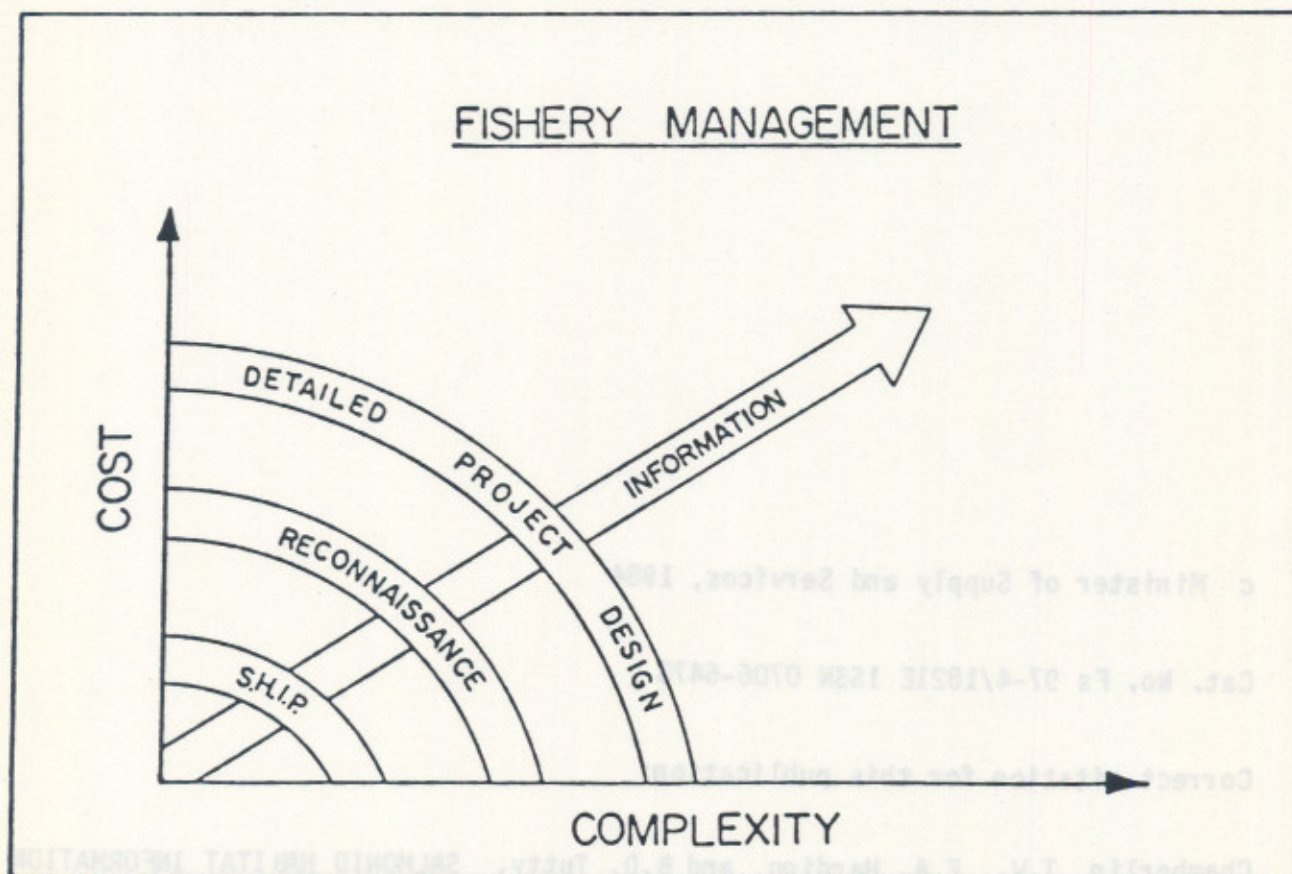 FISHERY MANAGEMENT
COST
DETAILED PROJECT DESIGN
INFORMATION
RECONNAISSANCE
S.H.I.P.
COMPLEXITY
c Minister of Supply and Services, 1984
Cat. No. Fs 97-4/1821E ISSN 0706-647
Correct citation for this publication
Chamberlin, T.W., F.A. Harding, and B.D. Tutty. SALMONID HABITAT INFORMATION